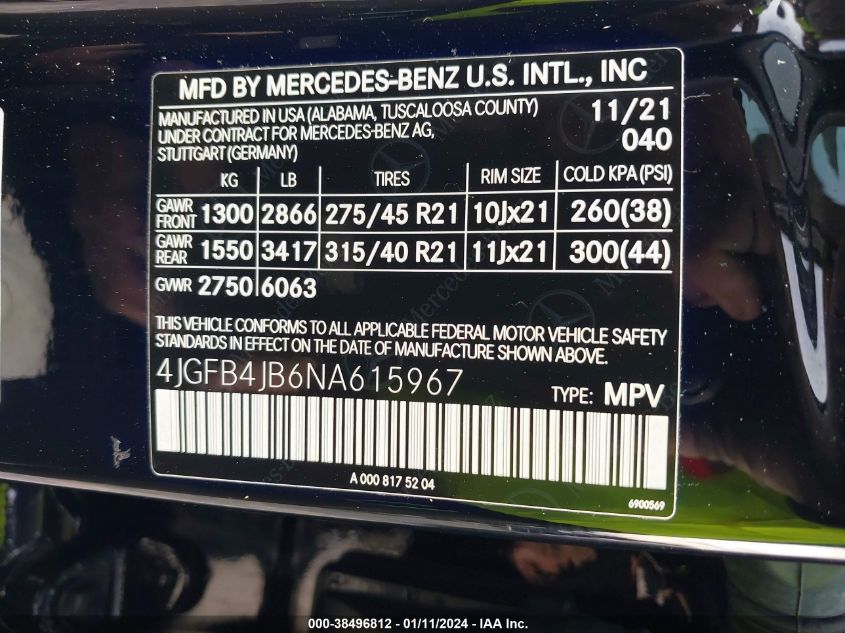 MFD BY MERCEDES-BENZ U.S. INTL., INC
MANUFACTURED IN USA (ALABAMA, TUSCALOOSA COUNTY) 11/21
UNDER CONTRACT FOR MERCEDES-BENZ AG, 040
STUTTGART (GERMANY)
KG LB TIRES RIM SIZE COLD KPA (PSI)
GAWR FRONT 1300 2866 275/45 R21 10Jx21 260(38)
GAWR REAR 1550 3417 315/40 R21 11Jx21 300(44)
GVWR 2750 6063
THIS VEHICLE CONFORMS TO ALL APPLICABLE FEDERAL MOTOR VEHICLE SAFETY
STANDARDS IN EFFECT ON THE DATE OF MANUFACTURE SHOWN ABOVE.
4JGFB4JB6NA615967 TYPE: MPV
A 000 817 52 04
6900569
000-38496812 - 01/11/2024 - IAA Inc.